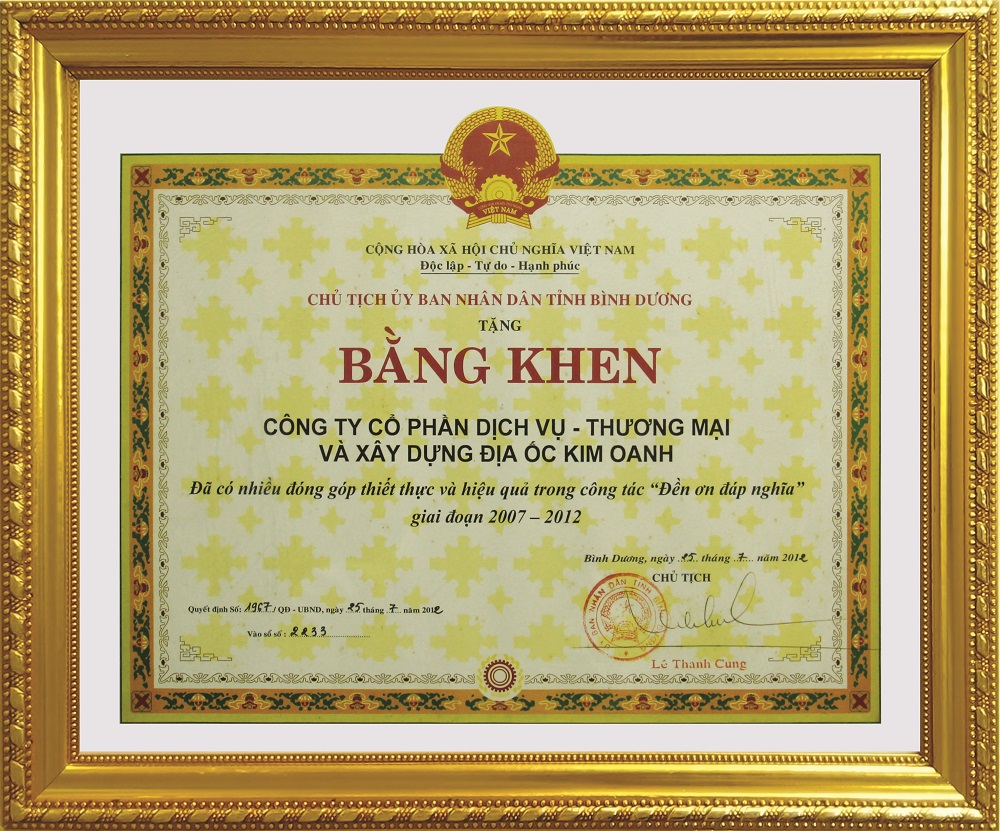 VIỆT NAM
CỘNG HÒA XÃ HỘI CHỦ NGHĨA VIỆT NAM
Độc lập - Tự do - Hạnh phúc
CHỦ TỊCH ỦY BAN NHÂN DÂN TỈNH BÌNH DƯƠNG
TẶNG
BẰNG KHEN
CÔNG TY CỔ PHẦN DỊCH VỤ - THƯƠNG MẠI
VÀ XÂY DỰNG ĐỊA ỐC KIM OANH
Đã có nhiều đóng góp thiết thực và hiệu quả trong công tác “Đền ơn đáp nghĩa”
giai đoạn 2007 – 2012
Bình Dương, ngày 25 tháng 7 năm 2012
CHỦ TỊCH
BAN NHÂN DÂN TỈNH
Quyết định Số: 1967 / QĐ - UBND, ngày 25 tháng 7 năm 2012
Vào sổ số : 2233
Lê Thanh Cung